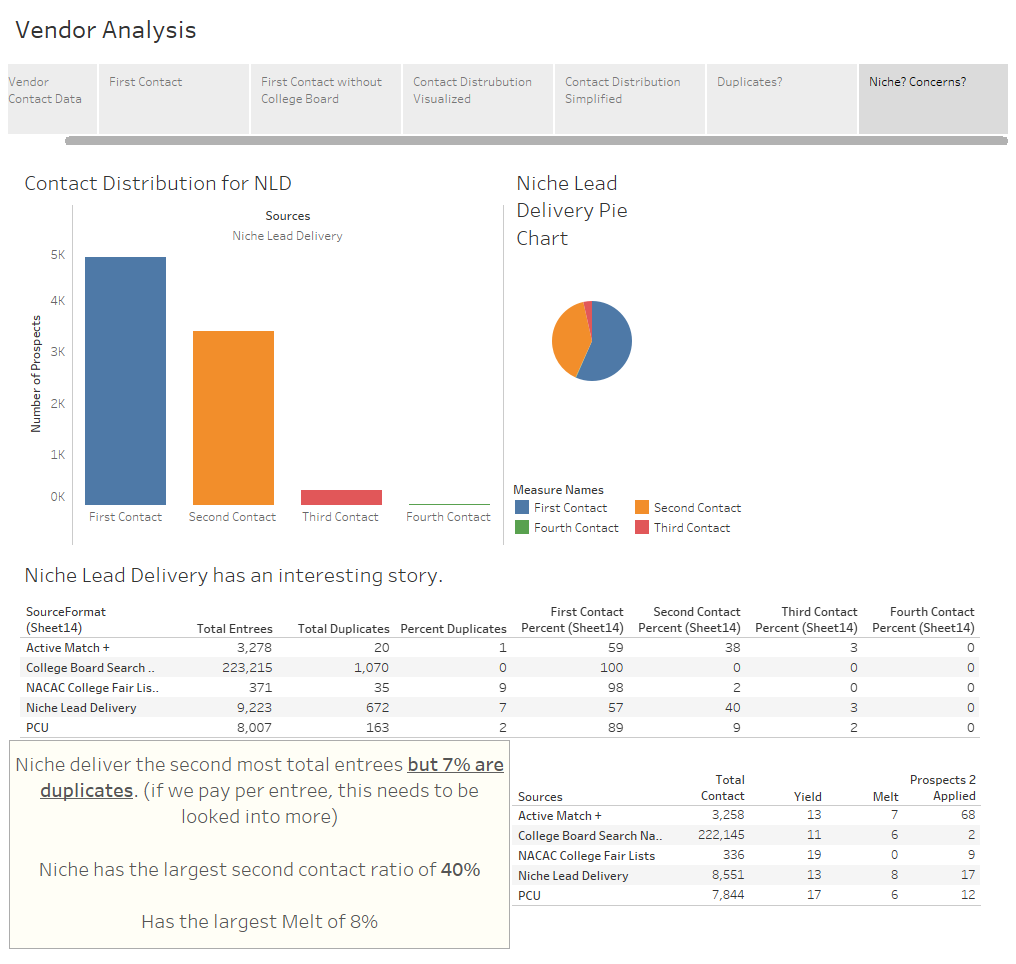 Vendor Analysis
Vendor
Contact Data
First Contact
First Contact without
College Board
Contact Distrubution
Visualized
Contact Distribution
Simplified
Duplicates?
Niche? Concerns?
Contact Distribution for NLD
Sources
Niche Lead Delivery
Number of Prospects
5K
4K
3K
2K
1K
0K
First Contact
Second Contact
Third Contact
Fourth Contact
Niche Lead
Delivery Pie
Chart
Measure Names
First Contact
Second Contact
Fourth Contact
Third Contact
Niche Lead Delivery has an interesting story.
SourceFormat
(Sheet14) Total Entrees Total Duplicates Percent Duplicates First Contact Percent (Sheet14) Second Contact Percent (Sheet14) Third Contact Percent (Sheet14) Fourth Contact Percent (Sheet14)
Active Match + 3,278 20 1 59 38 3 0
College Board Search .. 223,215 1,070 0 100 0 0 0
NACAC College Fair Lis.. 371 35 9 98 2 0 0
Niche Lead Delivery 9,223 672 7 57 40 3 0
PCU 8,007 163 2 89 9 2 0
Niche deliver the second most total entrees but 7% are
duplicates. (if we pay per entree, this needs to be
looked into more)
Niche has the largest second contact ratio of 40%
Has the largest Melt of 8%
Sources Total Contact Yield Melt Prospects 2 Applied
Active Match + 3,258 13 7 68
College Board Search Na.. 222,145 11 6 2
NACAC College Fair Lists 336 19 0 9
Niche Lead Delivery 8,551 13 8 17
PCU 7,844 17 6 12